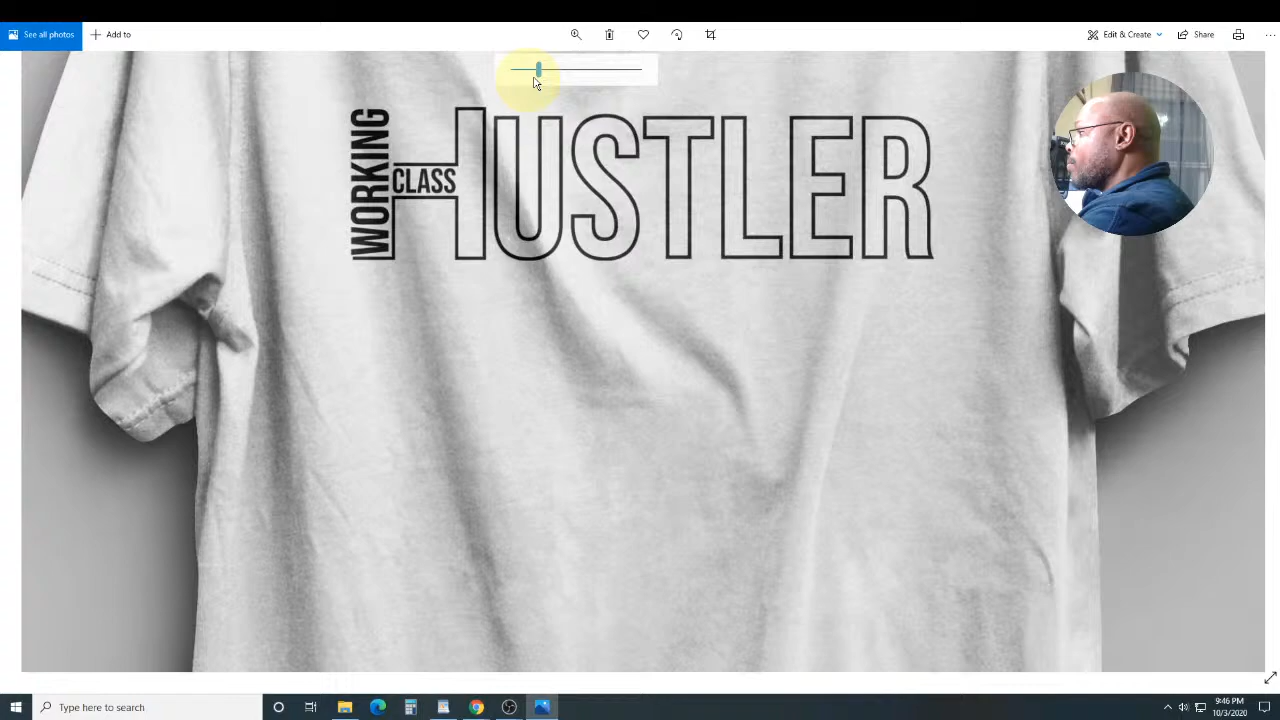 See all photos
Add to
Edit & Create
Share
WORKING
CLASS
HUSTLER
Type here to search
9:46 PM
10/3/2020